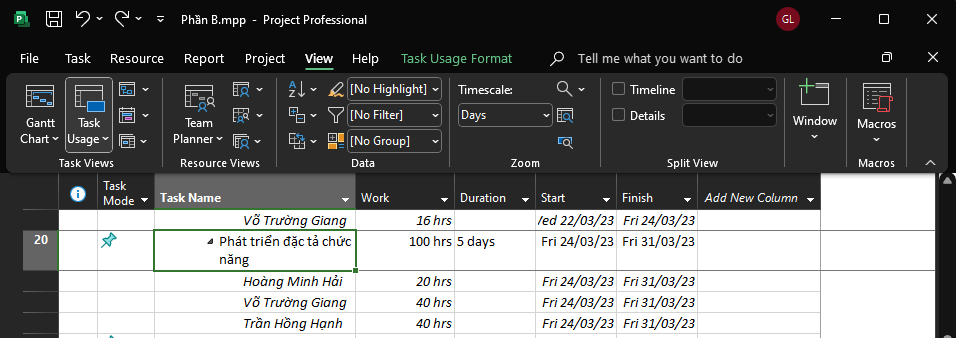 Phần B.mpp - Project Professional
GL
File Task Resource Report Project View Help Task Usage Format Tell me what you want to do
Gantt Chart
Task Usage
Task Views
Team Planner
Resource Views
[No Highlight]
[No Filter]
[No Group]
Data
Timescale:
Days
Zoom
Timeline
Details
Split View
Window
Macros
Macros
Task Mode Task Name Work Duration Start Finish Add New Column
Võ Trường Giang 16 hrs Wed 22/03/23 Fri 24/03/23
20 Phát triển đặc tả chức 100 hrs 5 days Fri 24/03/23 Fri 31/03/23
năng
Hoàng Minh Hải 20 hrs Fri 24/03/23 Fri 31/03/23
Võ Trường Giang 40 hrs Fri 24/03/23 Fri 31/03/23
Trần Hồng Hạnh 40 hrs Fri 24/03/23 Fri 31/03/23